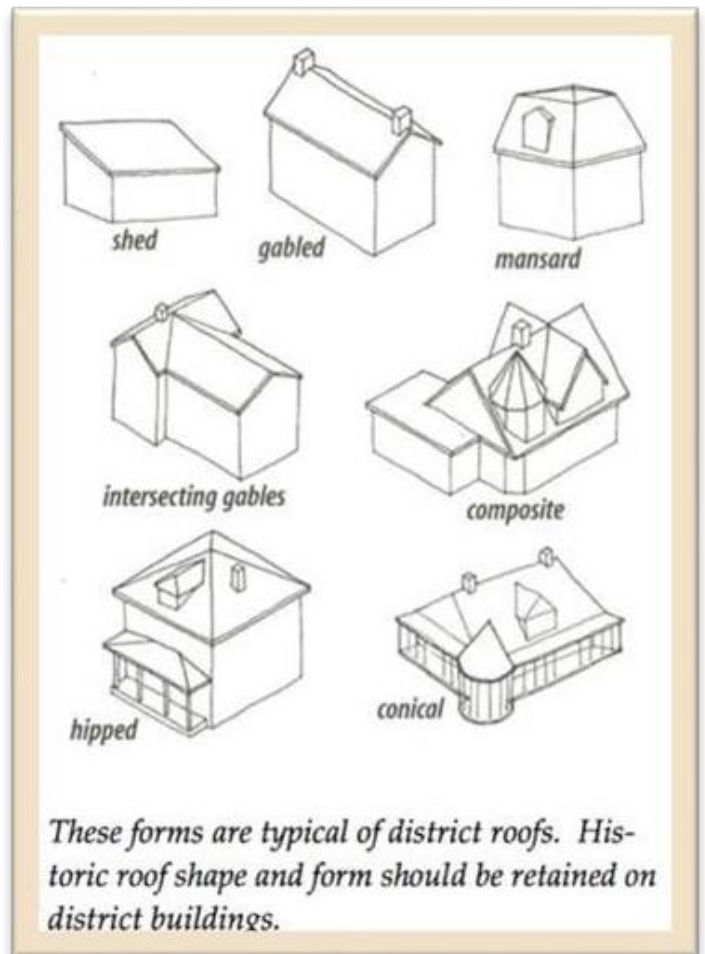 shed
gabled
mansard
intersecting gables
composite
hipped
conical
These forms are typical of district roofs. His-
toric roof shape and form should be retained on
district buildings.